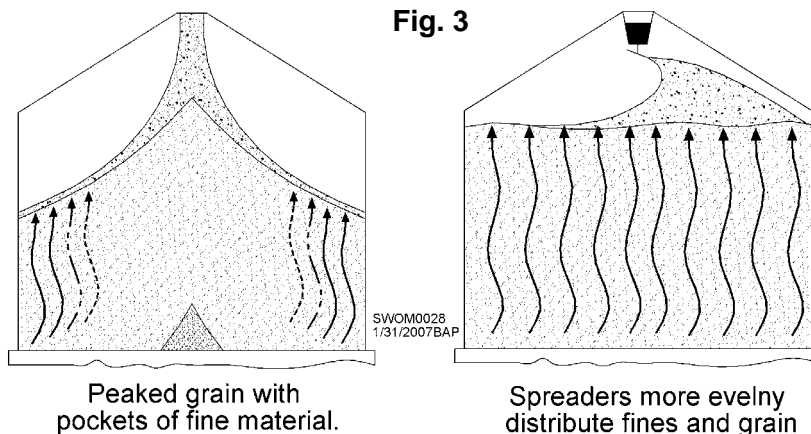 Fig. 3
SWOM0028
1/31/2007BAP
Peaked grain with
pockets of fine material.
Spreaders more evelny
distribute fines and grain